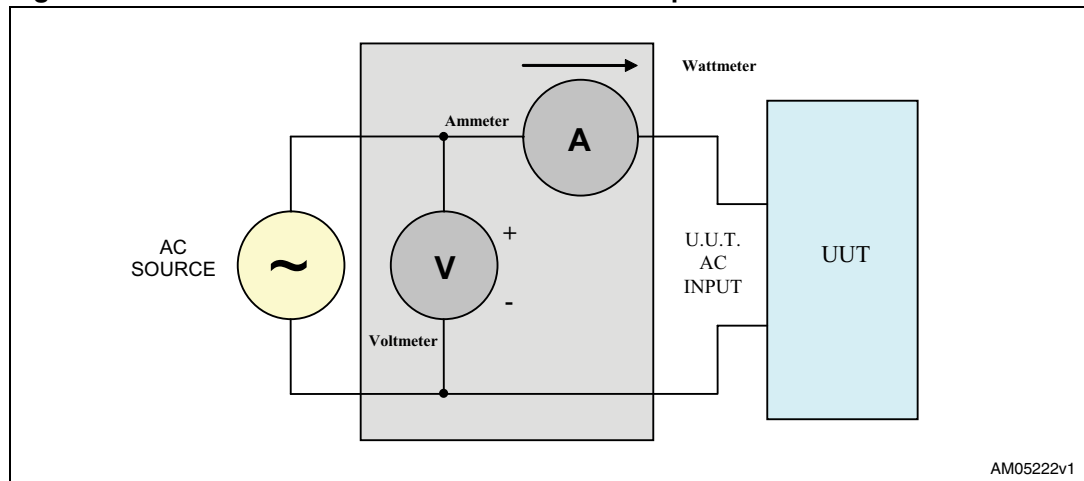 Wattmeter
Ammeter
A
AC
SOURCE
~
V
+
-
Voltmeter
U.U.T.
AC
INPUT
UUT
AM05222v1